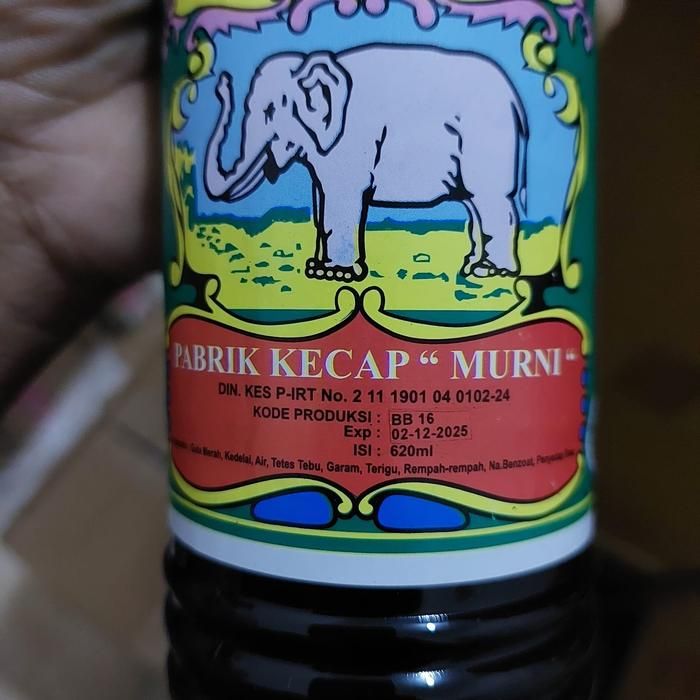 PABRIK KECAP “ MURNI “
DIN. KES P-IRT No. 2 11 1901 04 0102-24
KODE PRODUKSI : BB 16
Exp : 02-12-2025
ISI : 620ml
Gula Merah, Kedelai, Air, Tetes Tebu, Garam, Terigu, Rempah-rempah, Na.Benzoat,